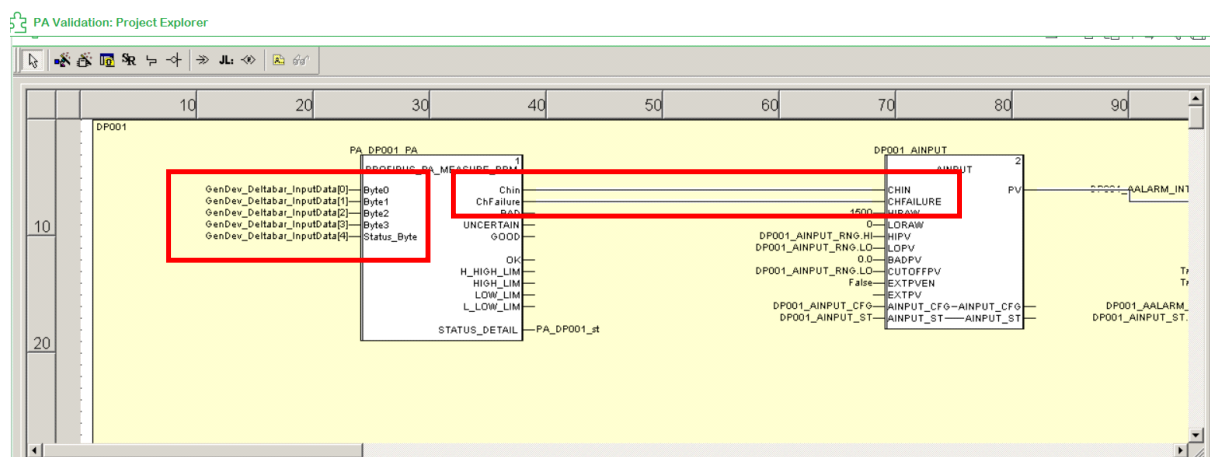 PA Validation: Project Explorer
10 20 30 40 50 60 70 80 90
DP001
PA_DP001_PA
1
PROFIBUS_PA_MEASURE_PRM
GenDev_Deltabar_InputData[0] Byte0
GenDev_Deltabar_InputData[1] Byte1
GenDev_Deltabar_InputData[2] Byte2
GenDev_Deltabar_InputData[3] Byte3
GenDev_Deltabar_InputData[4] Status_Byte
Chin
ChFailure
BAD
UNCERTAIN
GOOD
OK
H_HIGH_LIM
HIGH_LIM
LOW_LIM
L_LOW_LIM
STATUS_DETAIL PA_DP001_st
DP001_AINPUT
2
AINPUT
CHIN PV
CHFAILURE
1500 HIRAW
0 LORAW
DP001_AINPUT_RNG.HI HIPV
DP001_AINPUT_RNG.LO LOPV
0.0 BADPV
DP001_AINPUT_RNG.LO CUTOFFPV
False EXTPVEN
EXTPV
DP001_AINPUT_CFG AINPUT_CFG AINPUT_CFG
DP001_AINPUT_ST AINPUT_ST AINPUT_ST
DP001_AALARM_INT
DP001_AALARM_
DP001_AINPUT_ST.
10
20